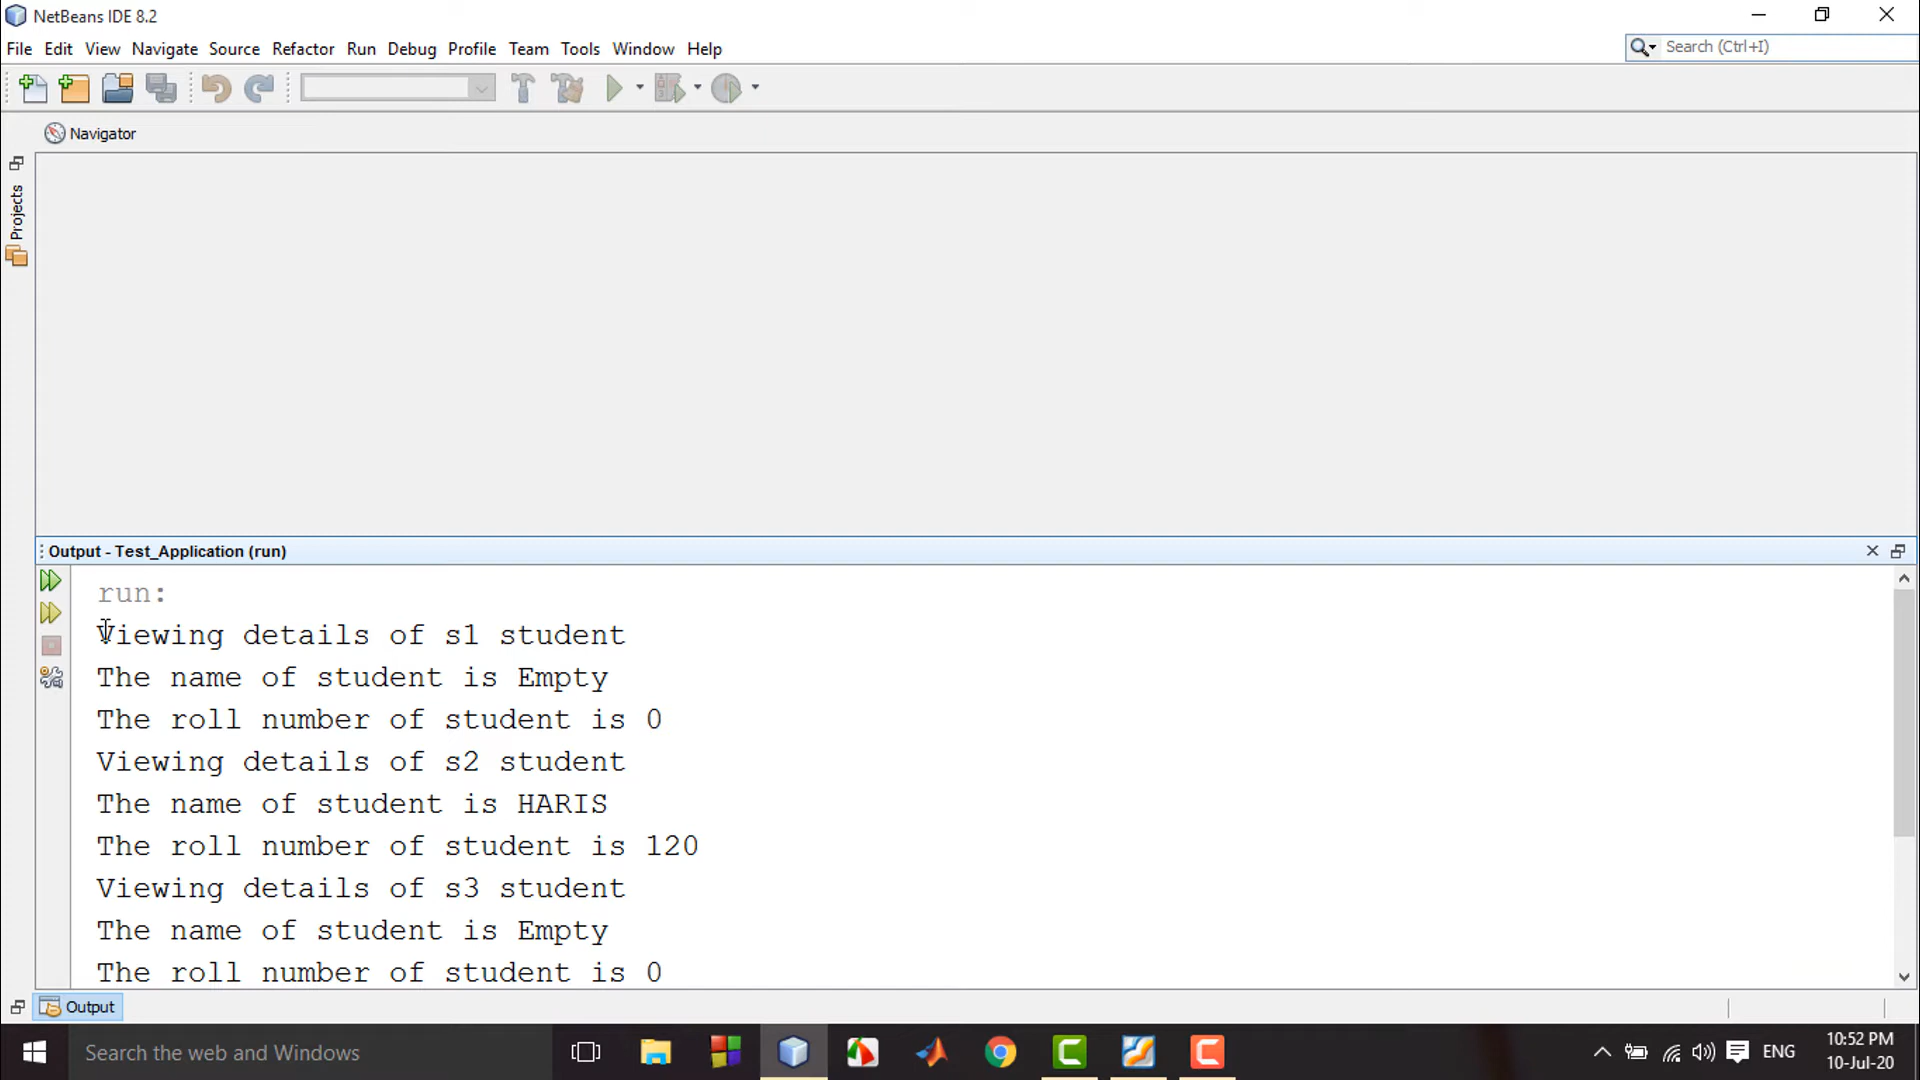 NetBeans IDE 8.2
File Edit View Navigate Source Refactor Run Debug Profile Team Tools Window Help
Search (Ctrl+I)
Navigator
Projects
Output - Test_Application (run)
run:
Viewing details of s1 student
The name of student is Empty
The roll number of student is 0
Viewing details of s2 student
The name of student is HARIS
The roll number of student is 120
Viewing details of s3 student
The name of student is Empty
The roll number of student is 0
Output
Search the web and Windows
ENG
10:52 PM
10-Jul-20